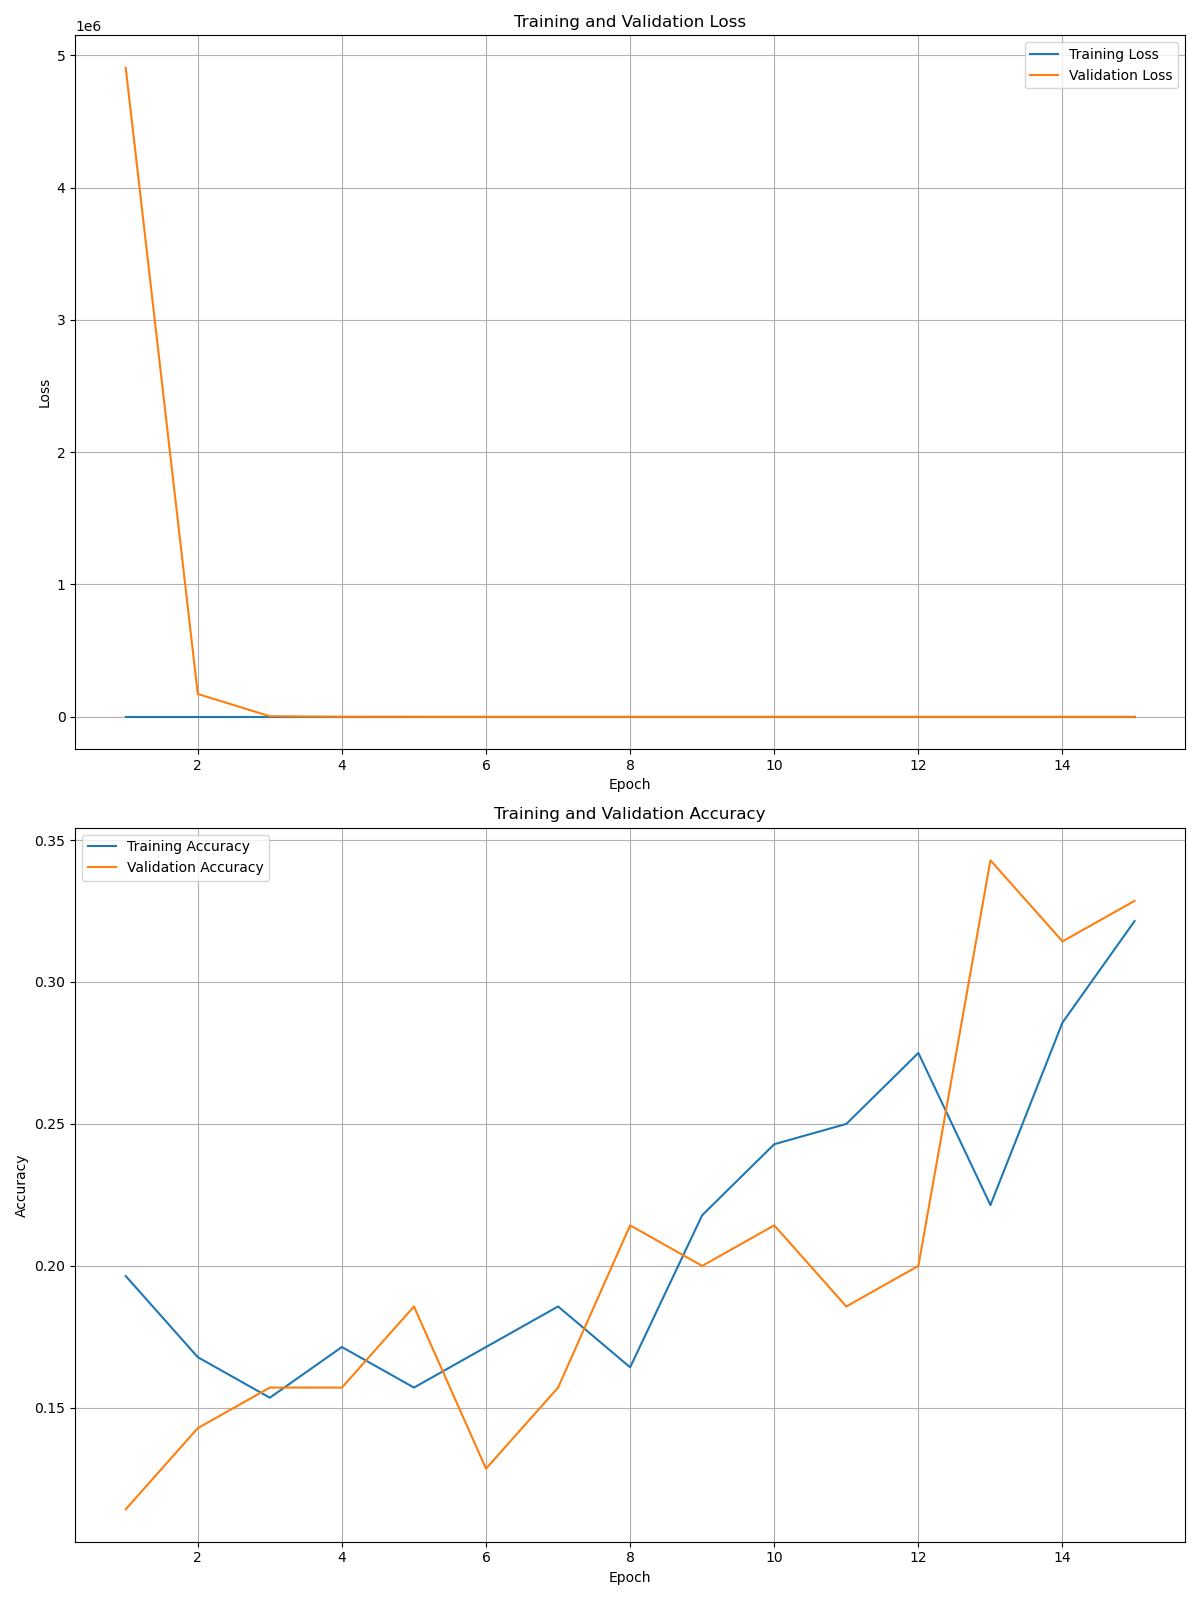 Training and Validation Loss
1e6
Training Loss
Validation Loss
5
4
3
2
1
0
Loss
2 4 6 8 10 12 14
Epoch
Training and Validation Accuracy
Training Accuracy
Validation Accuracy
0.35
0.30
0.25
0.20
0.15
Accuracy
2 4 6 8 10 12 14
Epoch